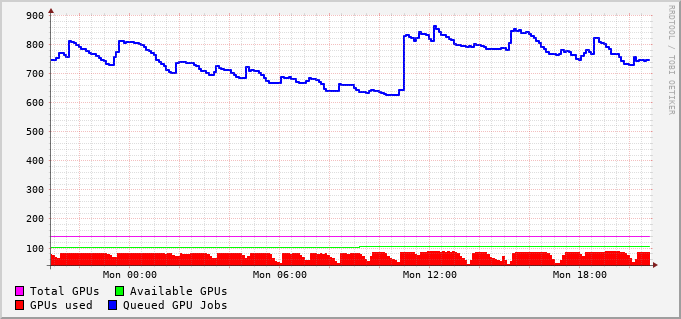 RRDTOOL / TOBI OETIKER
900
800
700
600
500
400
300
200
100
Mon 00:00 Mon 06:00 Mon 12:00 Mon 18:00
Total GPUs Available GPUs
GPUs used Queued GPU Jobs